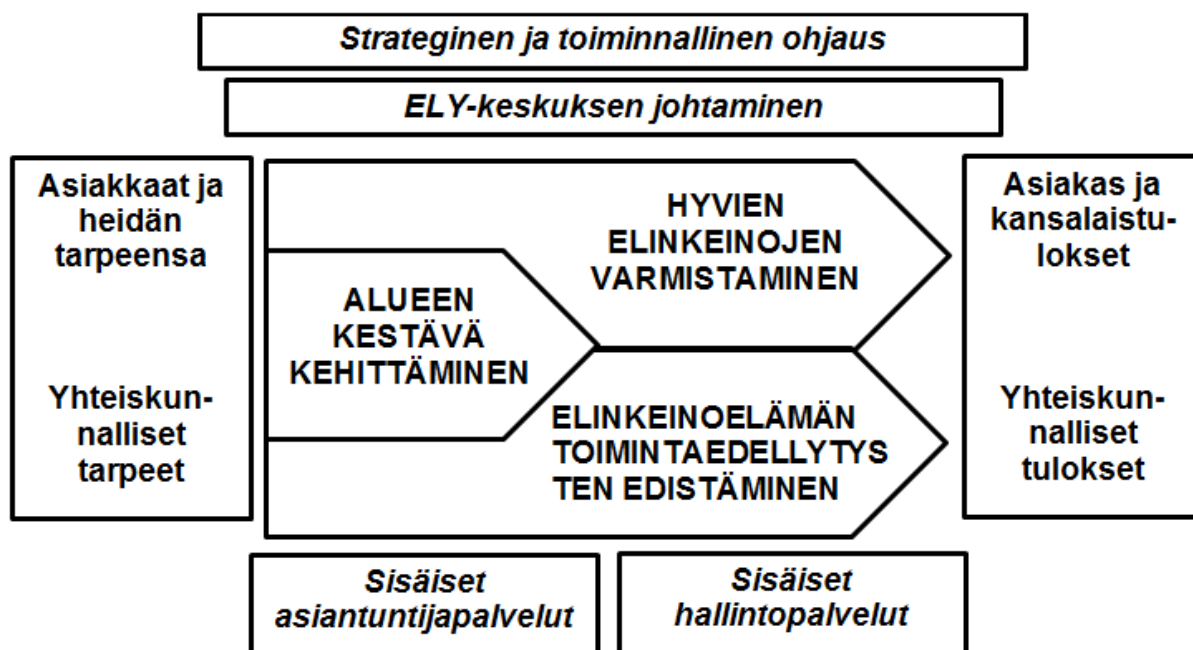 Strateginen ja toiminnallinen ohjaus
ELY-keskuksen johtaminen
Asiakkaat ja
heidän
tarpeensa
Yhteiskun-
nalliset
tarpeet
ALUEEN
KESTÄVÄ
KEHITTÄMINEN
HYVIEN
ELINKEINOJEN
VARMISTAMINEN
ELINKEINOELÄMÄN
TOIMINTAEDELLYTYS
TEN EDISTÄMINEN
Asiakas ja
kansalaistu-
lokset
Yhteiskun-
nalliset
tulokset
Sisäiset
asiantuntijapalvelut
Sisäiset
hallintopalvelut